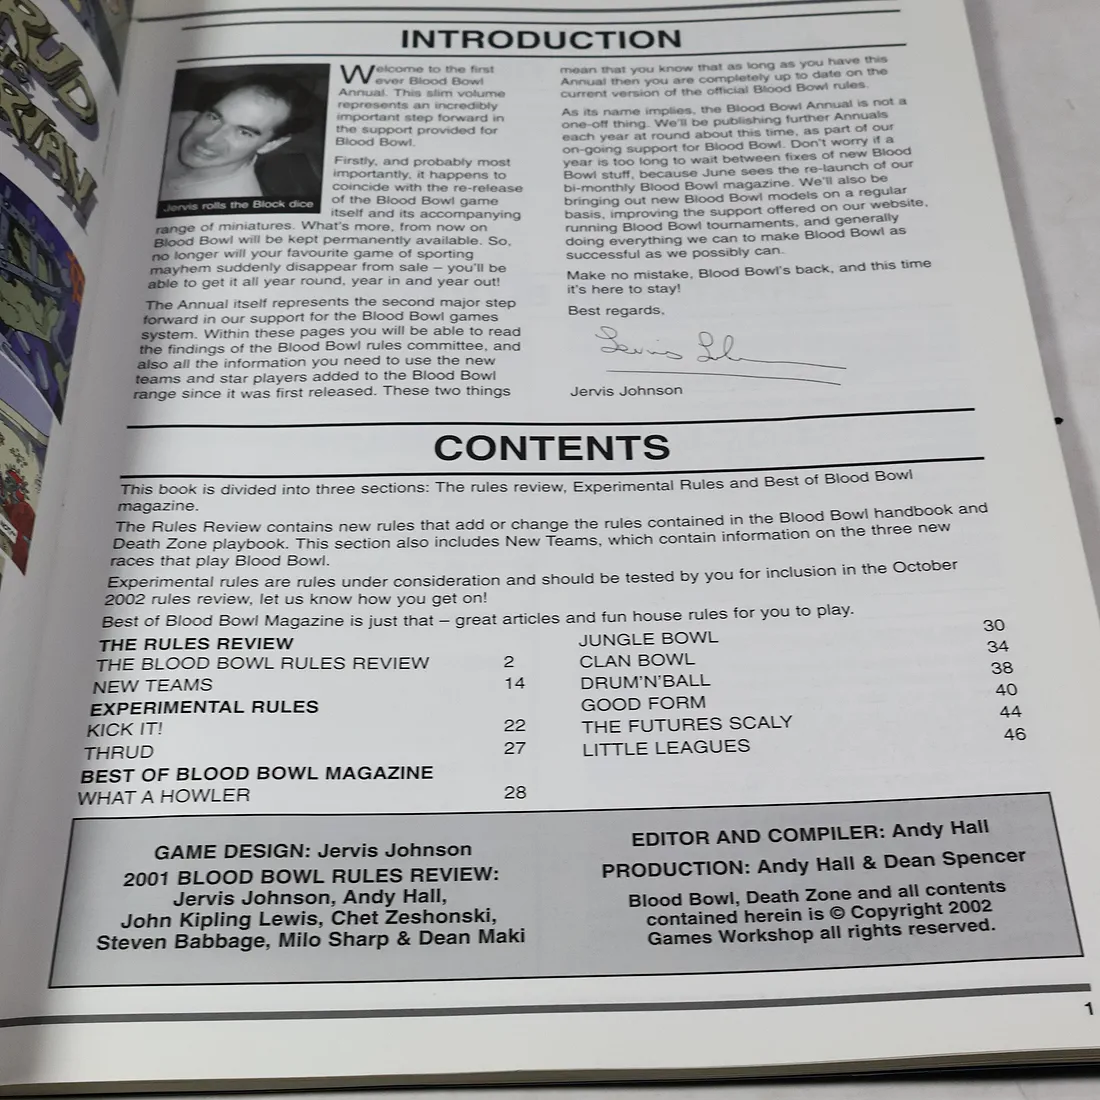 INTRODUCTION
Welcome to the first
ever Blood Bowl
Annual. This slim volume
represents an incredibly
important step forward in
the support provided for
Blood Bowl.
Firstly, and probably most
importantly, it happens to
coincide with the re-release
of the Blood Bowl game
itself and its accompanying
Jervis rolls the Block dice
range of miniatures. What's more, from now on
Blood Bowl will be kept permanently available. So,
no longer will your favourite game of sporting
mayhem suddenly disappear from sale – you'll be
able to get it all year round, year in and year out!
The Annual itself represents the second major step
forward in our support for the Blood Bowl games
system. Within these pages you will be able to read
the findings of the Blood Bowl rules committee, and
also all the information you need to use the new
teams and star players added to the Blood Bowl
range since it was first released. These two things
mean that you know that as long as you have this
Annual then you are completely up to date on the
current version of the official Blood Bowl rules.
As its name implies, the Blood Bowl Annual is not a
one-off thing. We'll be publishing further Annuals
each year at round about this time, as part of our
on-going support for Blood Bowl. Don't worry if a
year is too long to wait between fixes of new Blood
Bowl stuff, because June sees the re-launch of our
bi-monthly Blood Bowl magazine. We'll also be
bringing out new Blood Bowl models on a regular
basis, improving the support offered on our website,
running Blood Bowl tournaments, and generally
doing everything we can to make Blood Bowl as
successful as we possibly can.
Make no mistake, Blood Bowl's back, and this time
it's here to stay!
Best regards,
Jervis Johnson
CONTENTS
This book is divided into three sections: The rules review, Experimental Rules and Best of Blood Bowl
magazine.
The Rules Review contains new rules that add or change the rules contained in the Blood Bowl handbook and
Death Zone playbook. This section also includes New Teams, which contain information on the three new
races that play Blood Bowl.
Experimental rules are rules under consideration and should be tested by you for inclusion in the October
2002 rules review, let us know how you get on!
Best of Blood Bowl Magazine is just that – great articles and fun house rules for you to play.
THE RULES REVIEW
THE BLOOD BOWL RULES REVIEW 2
NEW TEAMS 14
EXPERIMENTAL RULES
KICK IT! 22
THRUD 27
BEST OF BLOOD BOWL MAGAZINE
WHAT A HOWLER 28
JUNGLE BOWL 30
CLAN BOWL 34
DRUM'N'BALL 38
GOOD FORM 40
THE FUTURES SCALY 44
LITTLE LEAGUES 46
GAME DESIGN: Jervis Johnson
2001 BLOOD BOWL RULES REVIEW:
Jervis Johnson, Andy Hall,
John Kipling Lewis, Chet Zeshonski,
Steven Babbage, Milo Sharp & Dean Maki
EDITOR AND COMPILER: Andy Hall
PRODUCTION: Andy Hall & Dean Spencer
Blood Bowl, Death Zone and all contents
contained herein is © Copyright 2002
Games Workshop all rights reserved.
1